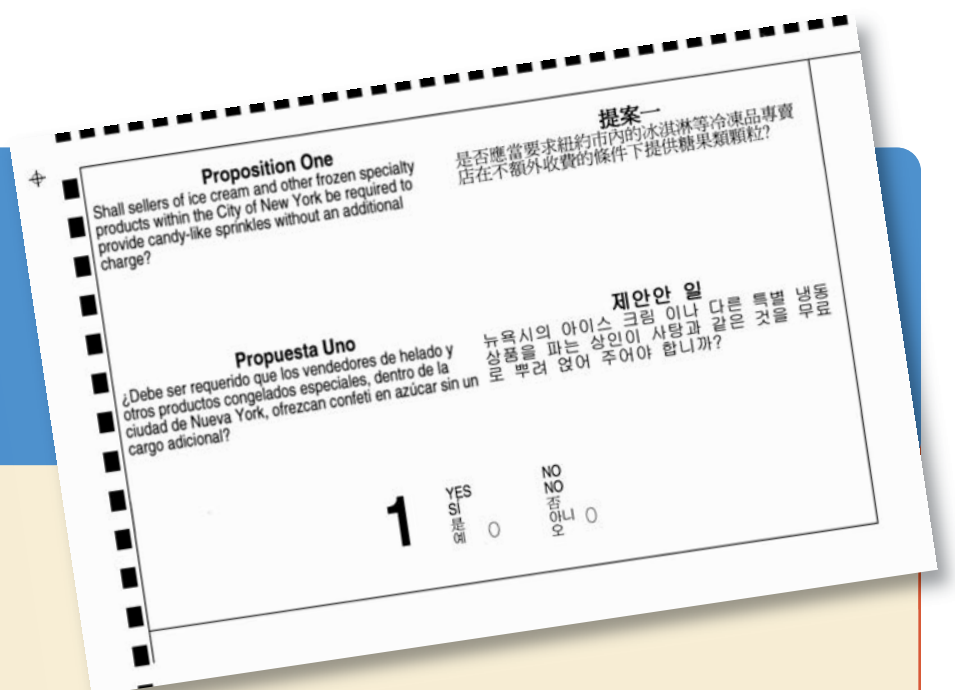 Proposition One
Shall sellers of ice cream and other frozen specialty
products within the City of New York be required to
provide candy-like sprinkles without an additional
charge?
提案一
是否應當要求紐約市內的冰淇淋等冷凍品專賣
店在不額外收費的條件下提供糖果類顆粒?
Propuesta Uno
¿Debe ser requerido que los vendedores de helado y
otros productos congelados especiales, dentro de la
ciudad de Nueva York, ofrezcan confeti en azúcar sin un
cargo adicional?
제안안 일
뉴욕시의 아이스 크림 이나 다른 특별 냉동
상품을 파는 상인이 사탕과 같은 것을 무료
로 뿌려 얹어 주어야 합니까?
1
YES
SÍ
是
예
NO
NO
否
아니
오